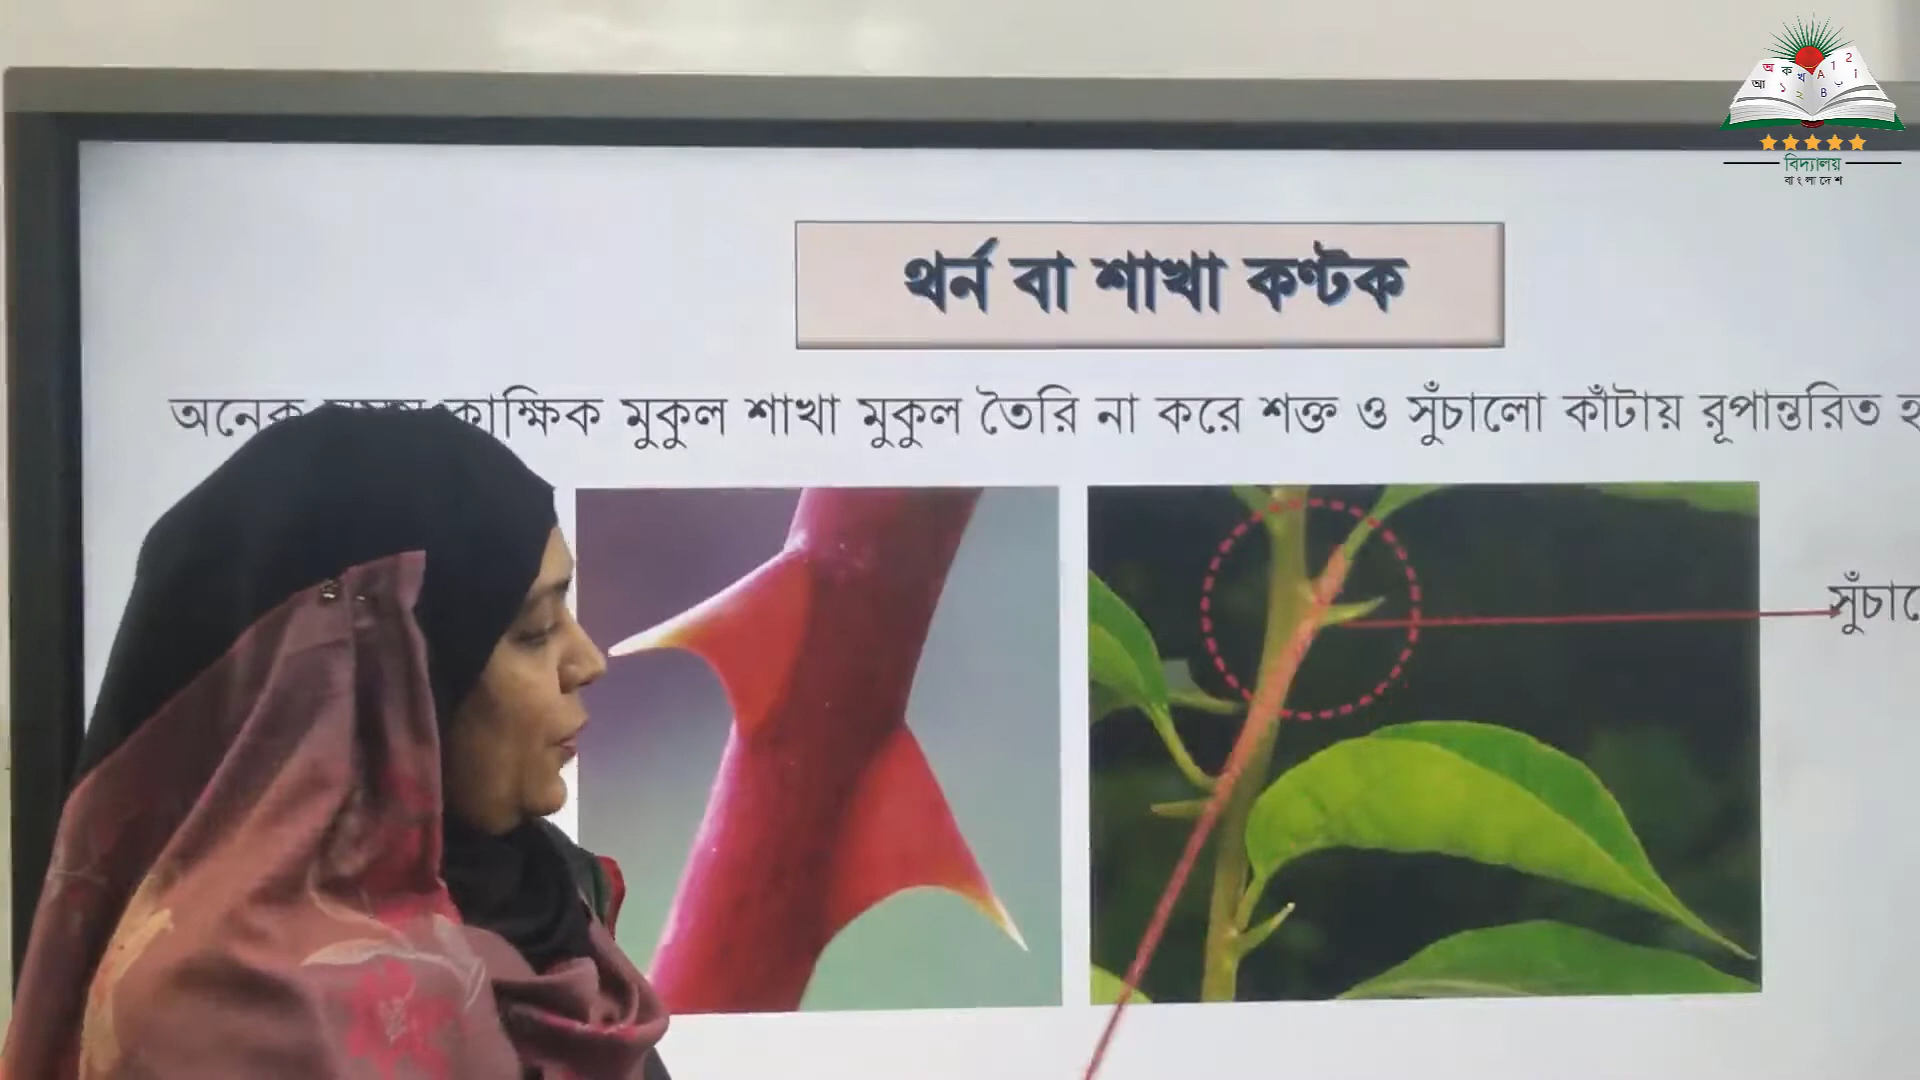 থর্ন বা শাখা কণ্টক
অনেক কাক্ষিক মুকুল শাখা মুকুল তৈরি না করে শক্ত ও সুঁচালো কাঁটায় রূপান্তরিত
বিদ্যালয়
বাংলাদেশ